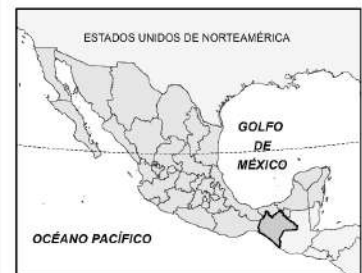 ESTADOS UNIDOS DE NORTEAMÉRICA
GOLFO
DE
MÉXICO
OCÉANO PACÍFICO